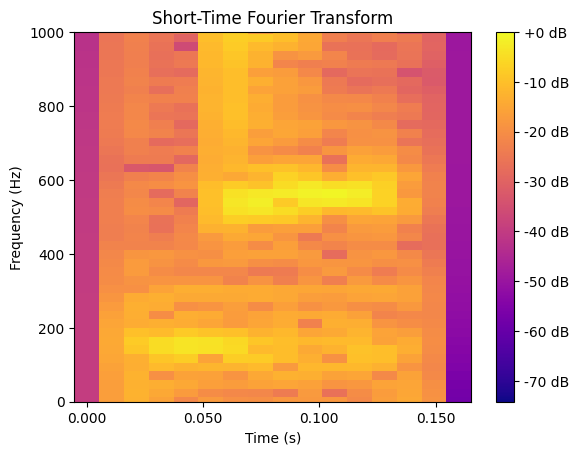 Short-Time Fourier Transform
1000
800
600
400
200
0
Frequency (Hz)
0.000
0.050
0.100
0.150
Time (s)
+0 dB
-10 dB
-20 dB
-30 dB
-40 dB
-50 dB
-60 dB
-70 dB